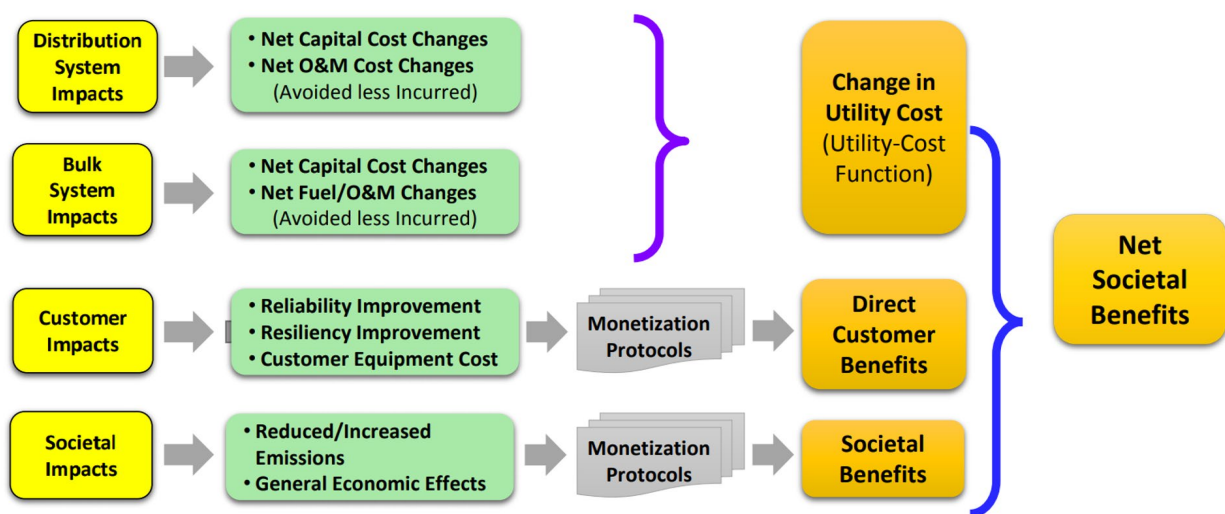 Distribution
System
Impacts
• Net Capital Cost Changes
• Net O&M Cost Changes
(Avoided less Incurred)
Bulk
System
Impacts
• Net Capital Cost Changes
• Net Fuel/O&M Changes
(Avoided less Incurred)
Change in
Utility Cost
(Utility-Cost
Function)
Customer
Impacts
• Reliability Improvement
• Resiliency Improvement
• Customer Equipment Cost
Monetization
Protocols
Direct
Customer
Benefits
Societal
Impacts
• Reduced/Increased
Emissions
• General Economic Effects
Monetization
Protocols
Societal
Benefits
Net
Societal
Benefits